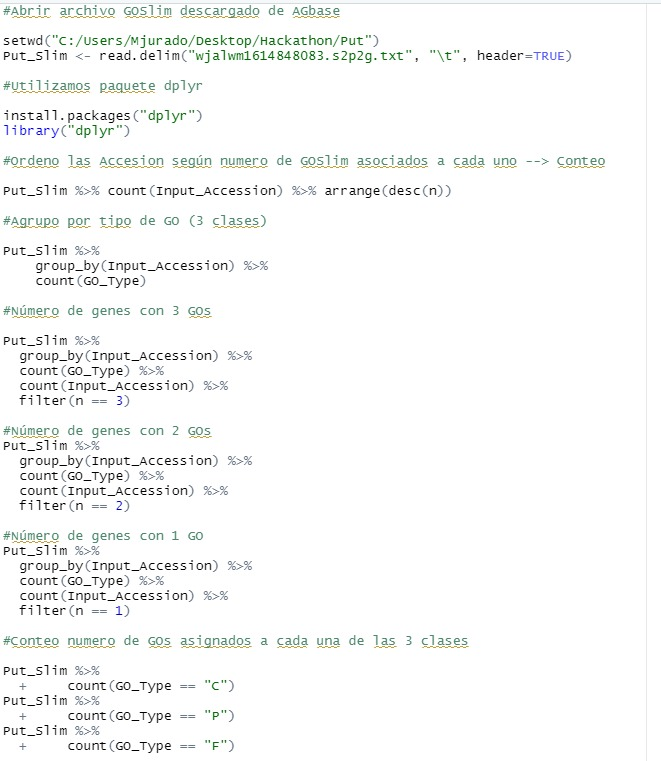 #Abrir archivo GOSlim descargado de AGbase
setwd("C:/Users/Mjurado/Desktop/Hackathon/Put")
Put_Slim <- read.delim("wjalwm1614848083.s2p2g.txt", "\t", header=TRUE)
#Utilizamos paquete dplyr
install.packages("dplyr")
library("dplyr")
#Ordeno las Accesion según numero de GOSlim asociados a cada uno --> Conteo
Put_Slim %>% count(Input_Accession) %>% arrange(desc(n))
#Agrupo por tipo de GO (3 clases)
Put_Slim %>%
    group_by(Input_Accession) %>%
    count(GO_Type)
#Número de genes con 3 GOs
Put_Slim %>%
  group_by(Input_Accession) %>%
  count(GO_Type) %>%
  count(Input_Accession) %>%
  filter(n == 3)
#Número de genes con 2 GOs
Put_Slim %>%
  group_by(Input_Accession) %>%
  count(GO_Type) %>%
  count(Input_Accession) %>%
  filter(n == 2)
#Número de genes con 1 GO
Put_Slim %>%
  group_by(Input_Accession) %>%
  count(GO_Type) %>%
  count(Input_Accession) %>%
  filter(n == 1)
#Conteo numero de GOs asignados a cada una de las 3 clases
Put_Slim %>%
  +     count(GO_Type == "C")
Put_Slim %>%
  +     count(GO_Type == "P")
Put_Slim %>%
  +     count(GO_Type == "F")